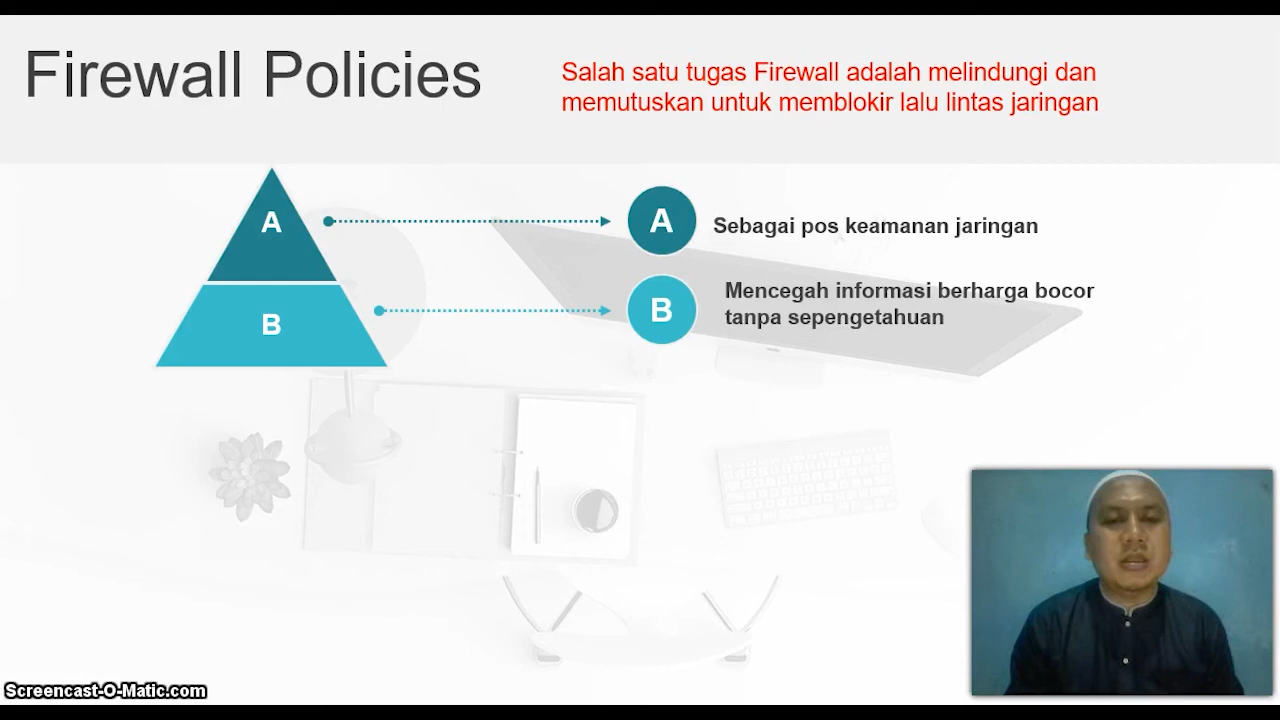 Firewall Policies
Salah satu tugas Firewall adalah melindungi dan
memutuskan untuk memblokir lalu lintas jaringan
A
A
Sebagai pos keamanan jaringan
B
B
Mencegah informasi berharga bocor
tanpa sepengetahuan
Screencast-O-Matic.com